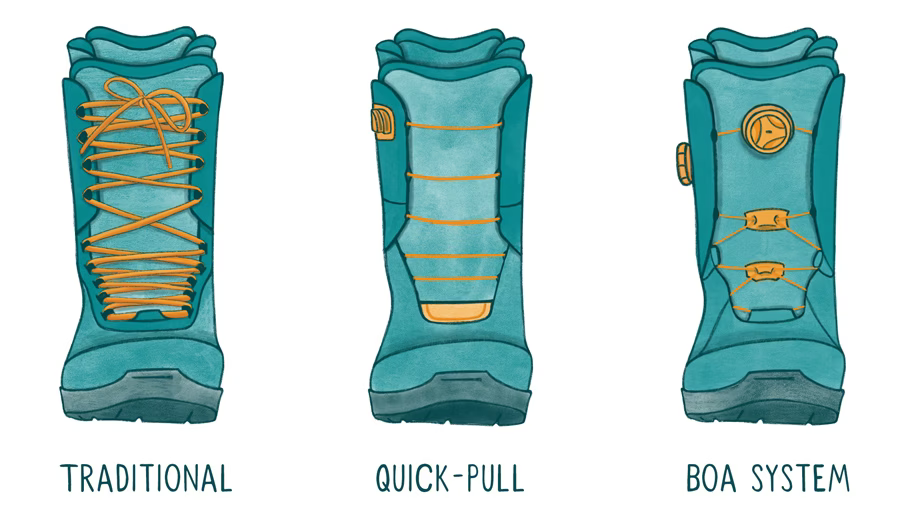 TRADITIONAL
QUICK-PULL
BOA SYSTEM